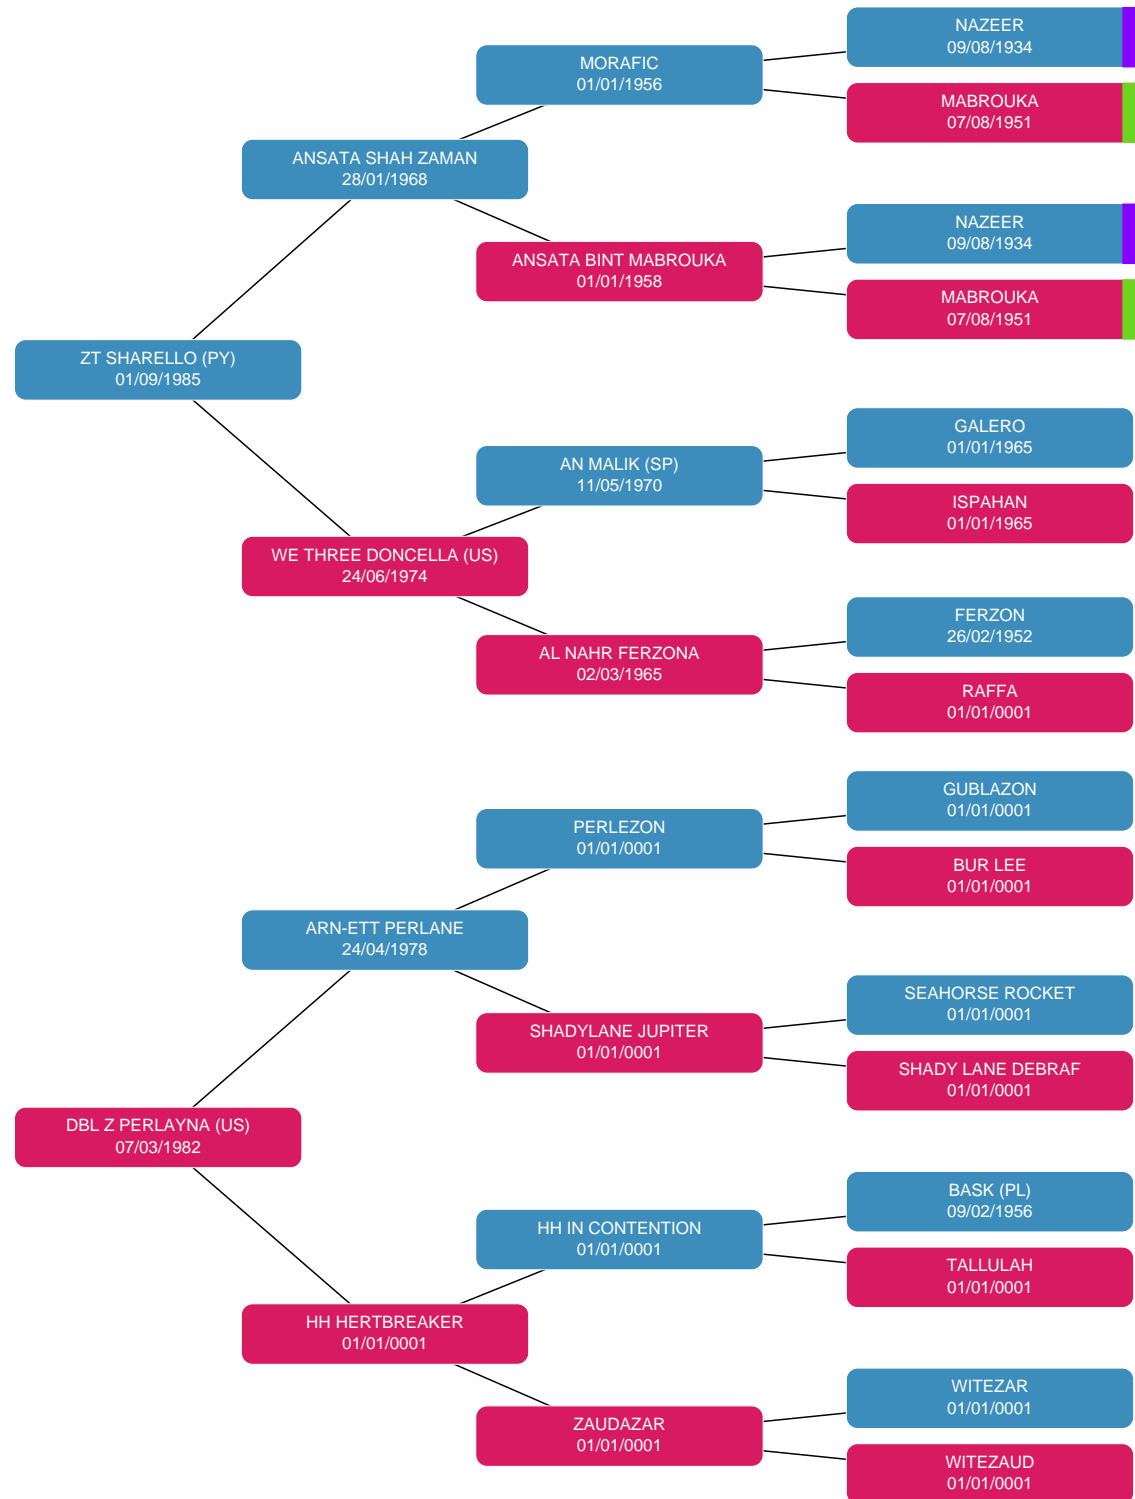 NAZEER
09/08/1934
MORAFIC
01/01/1956
MABROUKA
07/08/1951
ANSATA SHAH ZAMAN
28/01/1968
NAZEER
09/08/1934
ANSATA BINT MABROUKA
01/01/1958
MABROUKA
07/08/1951
ZT SHARELLO (PY)
01/09/1985
GALERO
01/01/1965
AN MALIK (SP)
11/05/1970
ISPAHAN
01/01/1965
WE THREE DONCELLA (US)
24/06/1974
FERZON
26/02/1952
AL NAHR FERZONA
02/03/1965
RAFFA
01/01/0001
GUBLAZON
01/01/0001
PERLEZON
01/01/0001
BUR LEE
01/01/0001
ARN-ETT PERLANE
24/04/1978
SEAHORSE ROCKET
01/01/0001
SHADYLANE JUPITER
01/01/0001
SHADY LANE DEBRAF
01/01/0001
DBL Z PERLAYNA (US)
07/03/1982
BASK (PL)
09/02/1956
HH IN CONTENTION
01/01/0001
TALLULAH
01/01/0001
HH HERTBREAKER
01/01/0001
WITEZAR
01/01/0001
ZAUDAZAR
01/01/0001
WITEZAUD
01/01/0001